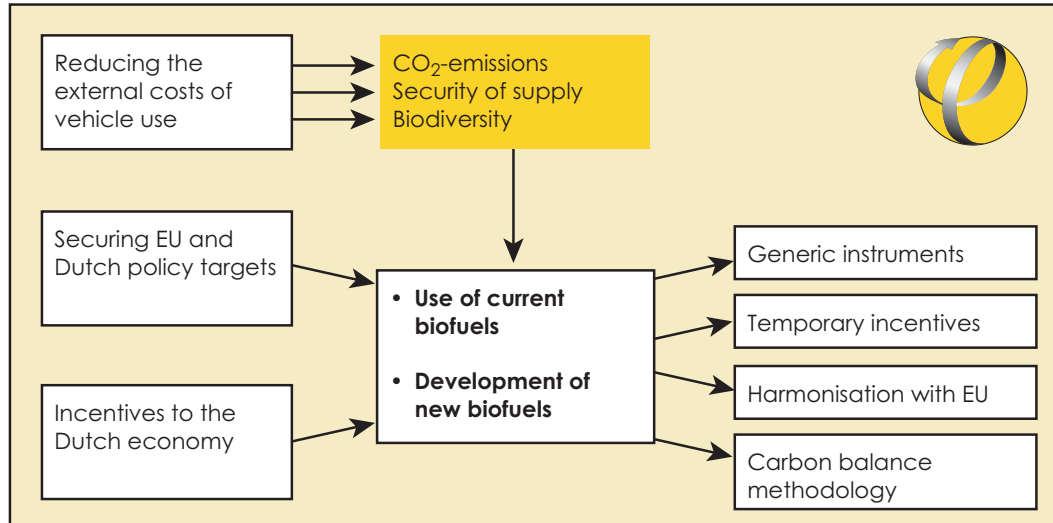 Reducing the
external costs of
vehicle use
CO₂-emissions
Security of supply
Biodiversity
Securing EU and
Dutch policy targets
Incentives to the
Dutch economy
• Use of current
biofuels
• Development of
new biofuels
Generic instruments
Temporary incentives
Harmonisation with EU
Carbon balance
methodology